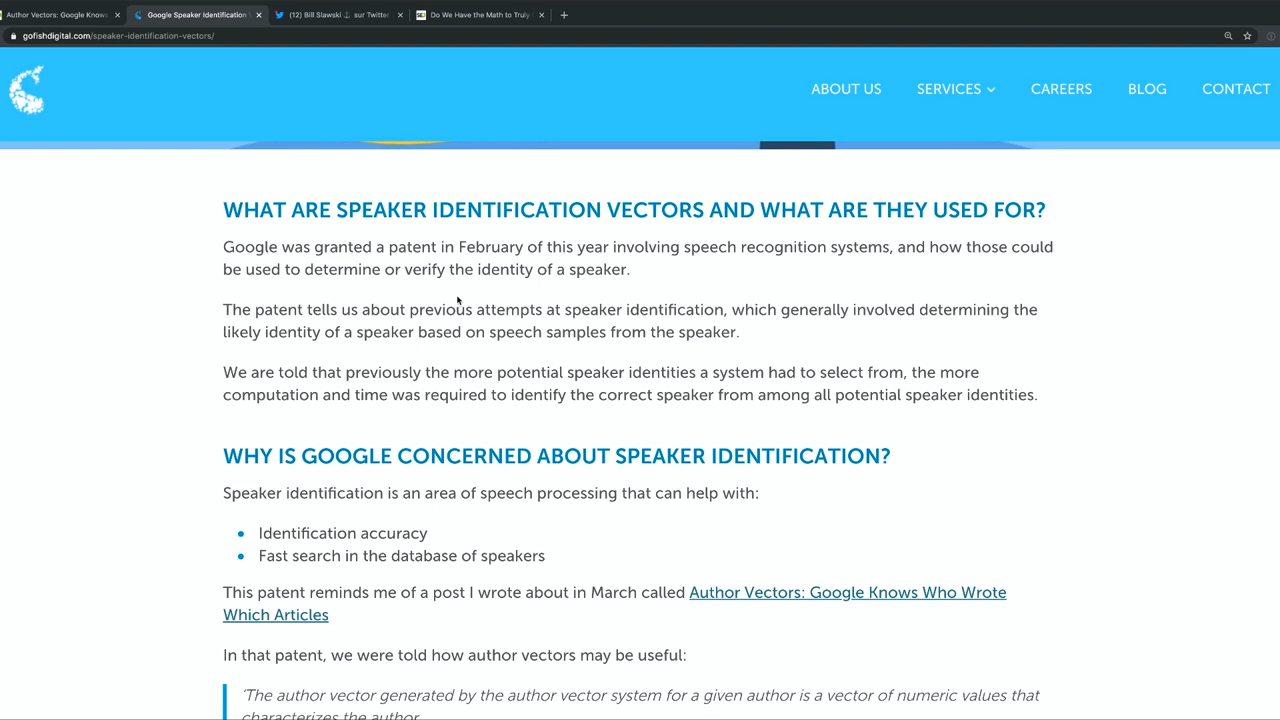 Author Vectors: Google Knows
Google Speaker Identification
(12) Bill Slawski ⚓ sur Twitter
Do We Have the Math to Truly
gofishdigital.com/speaker-identification-vectors/
ABOUT US
SERVICES
CAREERS
BLOG
CONTACT
WHAT ARE SPEAKER IDENTIFICATION VECTORS AND WHAT ARE THEY USED FOR?
Google was granted a patent in February of this year involving speech recognition systems, and how those could
be used to determine or verify the identity of a speaker.
The patent tells us about previous attempts at speaker identification, which generally involved determining the
likely identity of a speaker based on speech samples from the speaker.
We are told that previously the more potential speaker identities a system had to select from, the more
computation and time was required to identify the correct speaker from among all potential speaker identities.
WHY IS GOOGLE CONCERNED ABOUT SPEAKER IDENTIFICATION?
Speaker identification is an area of speech processing that can help with:
• Identification accuracy
• Fast search in the database of speakers
This patent reminds me of a post I wrote about in March called Author Vectors: Google Knows Who Wrote
Which Articles
In that patent, we were told how author vectors may be useful:
‘The author vector generated by the author vector system for a given author is a vector of numeric values that
characterizes the author.